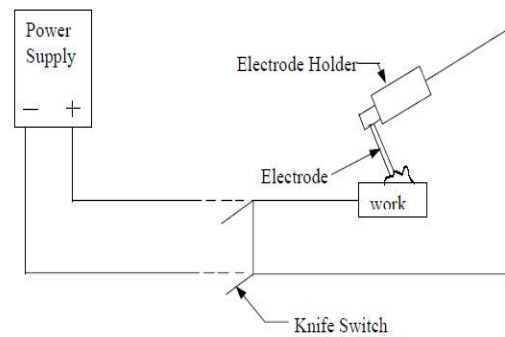 Power
Supply
− +
Electrode Holder
Electrode
work
Knife Switch